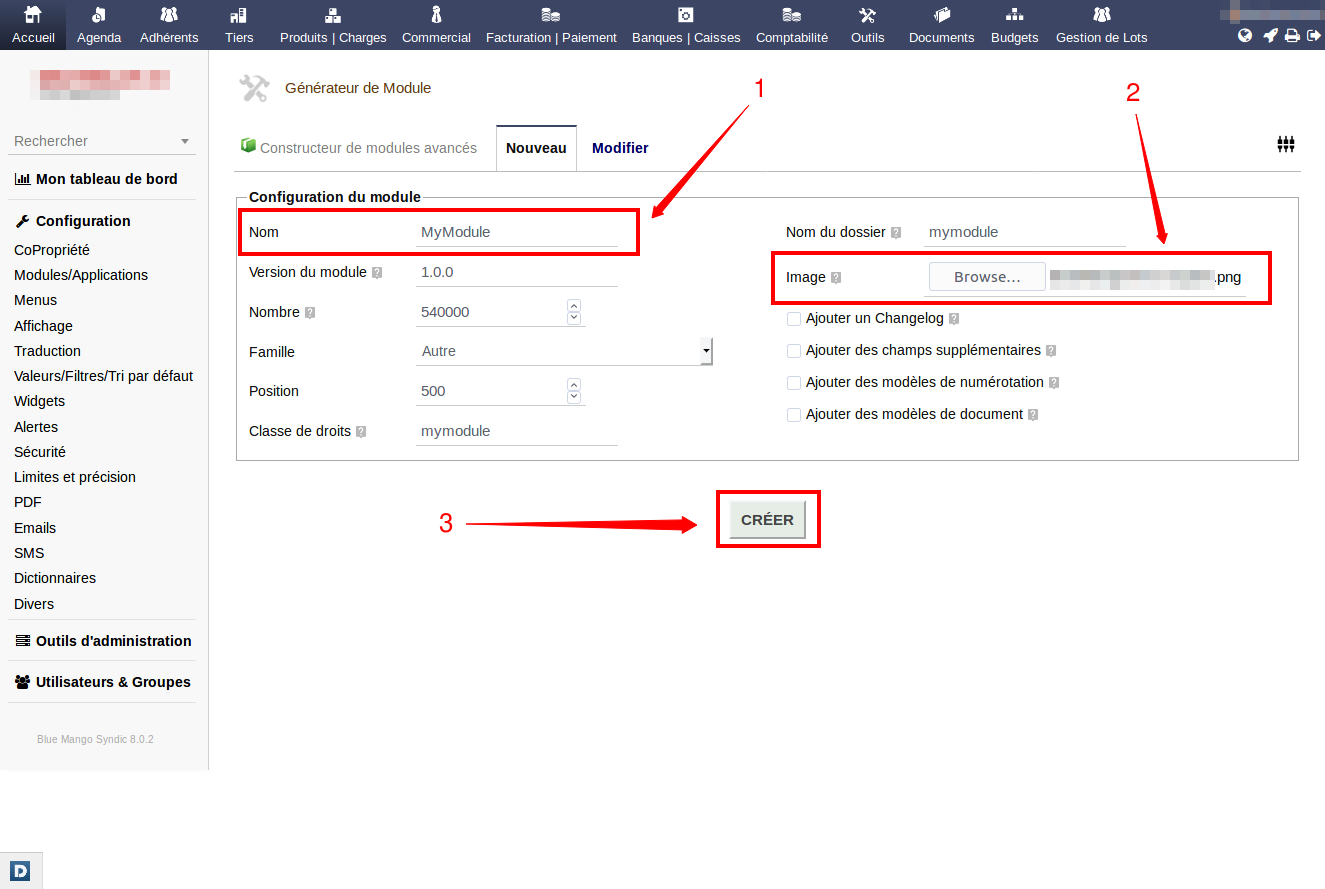 Accueil Agenda Adhérents Tiers Produits | Charges Commercial Facturation | Paiement Banques | Caisses Comptabilité Outils Documents Budgets Gestion de Lots
Rechercher
Mon tableau de bord
Configuration
CoPropriété
Modules/Applications
Menus
Affichage
Traduction
Valeurs/Filtres/Tri par défaut
Widgets
Alertes
Sécurité
Limites et précision
PDF
Emails
SMS
Dictionnaires
Divers
Outils d'administration
Utilisateurs & Groupes
Blue Mango Syndic 8.0.2
D
Générateur de Module
1
2
Constructeur de modules avancés Nouveau Modifier
Configuration du module
Nom MyModule
Version du module ? 1.0.0
Nombre ? 540000
Famille Autre
Position 500
Classe de droits ? mymodule
Nom du dossier ? mymodule
Image ? Browse... .png
Ajouter un Changelog ?
Ajouter des champs supplémentaires ?
Ajouter des modèles de numérotation ?
Ajouter des modèles de document ?
3
CRÉER